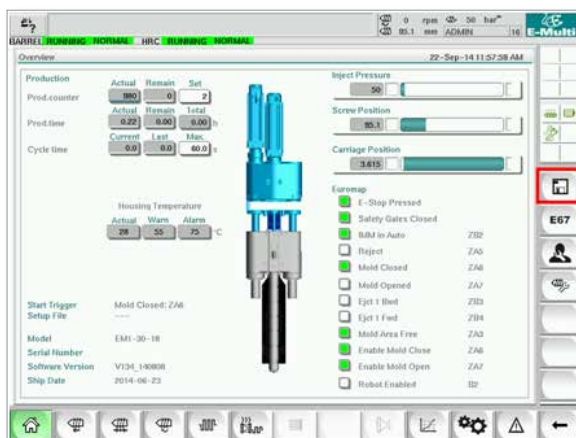 0 rpm 50 bar
85.1 mm ADMIN 16 E-Multi
BARREL RUNNING NORMAL HRC RUNNING NORMAL
Overview 22-Sep-14 11:57:58 AM
Production
Actual Remain Set
Prod.counter 980 0 2
Actual Remain Total
Prod.time 0.22 0.00 0.00 h
Current Last Max.
Cycle time 0.0 0.0 60.0 s
Housing Temperature
Actual Warn Alarm
28 55 75 °C
Start Trigger Mold Closed: ZA6
Setup File ----
Model EM1-30-18
Serial Number
Software Version V134_140808
Ship Date 2014-06-23
Inject Pressure
50
Screw Position
85.1
Carriage Position
3.615
Euromap
E-Stop Pressed
Safety Gates Closed
IMM in Auto ZB2
Reject ZA5
Mold Closed ZA6
Mold Opened ZA7
Ejct 1 Bwd ZB3
Ejct 1 Fwd ZB4
Mold Area Free ZA3
Enable Mold Close ZA6
Enable Mold Open ZA7
Robot Enabled B2
E67